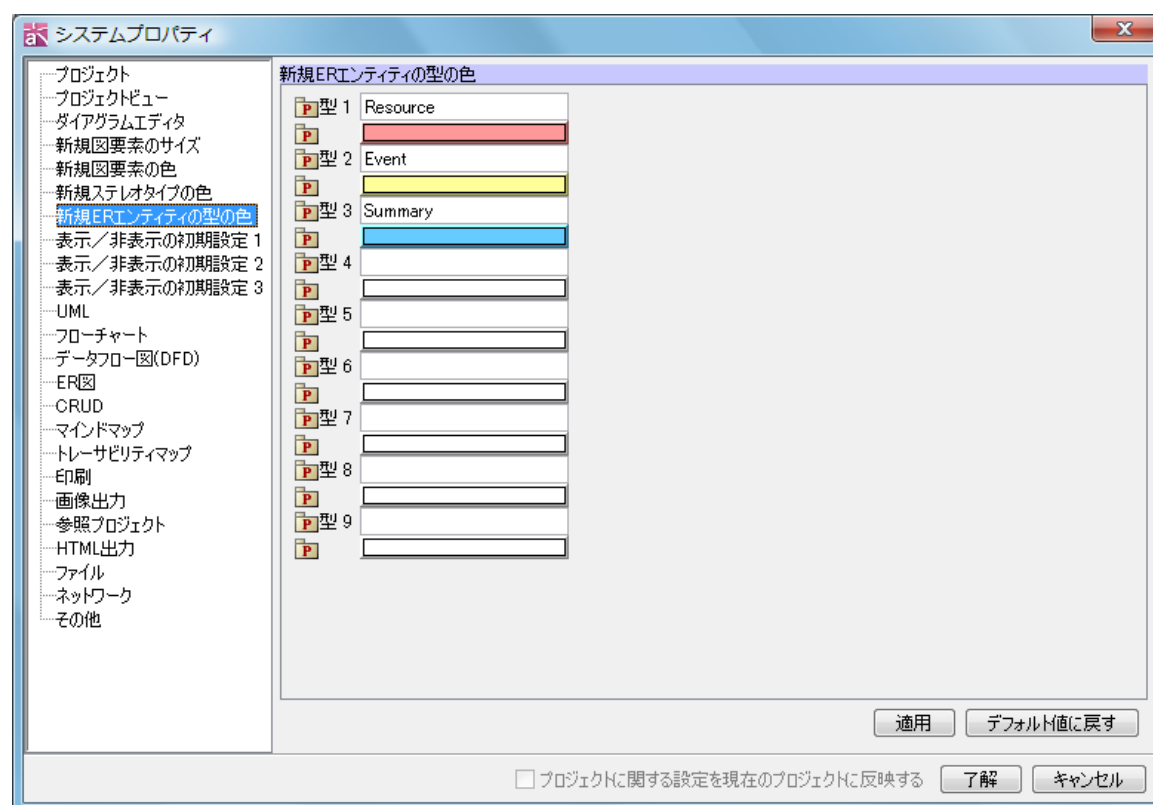 システムプロパティ
プロジェクト
プロジェクトビュー
ダイアグラムエディタ
新規図要素のサイズ
新規図要素の色
新規ステレオタイプの色
新規ERエンティティの型の色
表示／非表示の初期設定 1
表示／非表示の初期設定 2
表示／非表示の初期設定 3
UML
フローチャート
データフロー図(DFD)
ER図
CRUD
マインドマップ
トレーサビリティマップ
印刷
画像出力
参照プロジェクト
HTML出力
ファイル
ネットワーク
その他
新規ERエンティティの型の色
P 型 1 Resource
P
P 型 2 Event
P
P 型 3 Summary
P
P 型 4
P
P 型 5
P
P 型 6
P
P 型 7
P
P 型 8
P
P 型 9
P
適用 デフォルト値に戻す
プロジェクトに関する設定を現在のプロジェクトに反映する 了解 キャンセル